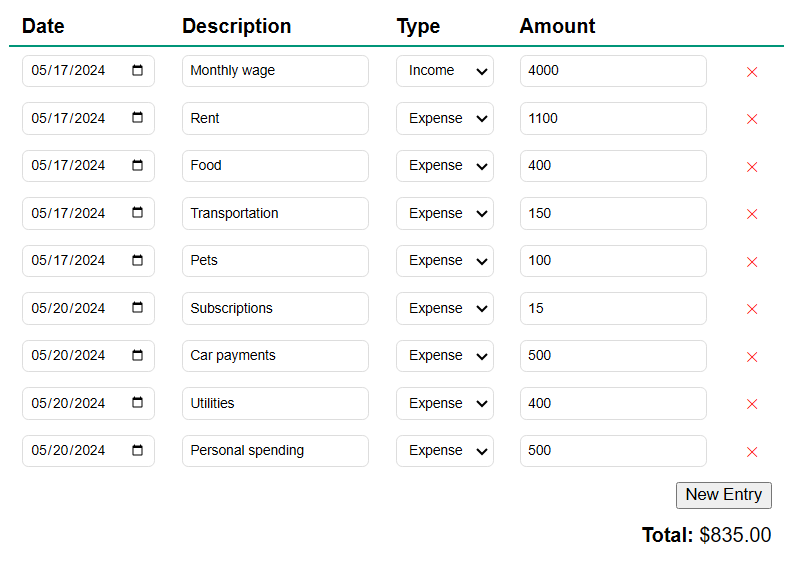 Date Description Type Amount
05/17/2024 Monthly wage Income 4000
05/17/2024 Rent Expense 1100
05/17/2024 Food Expense 400
05/17/2024 Transportation Expense 150
05/17/2024 Pets Expense 100
05/20/2024 Subscriptions Expense 15
05/20/2024 Car payments Expense 500
05/20/2024 Utilities Expense 400
05/20/2024 Personal spending Expense 500
New Entry
Total: $835.00